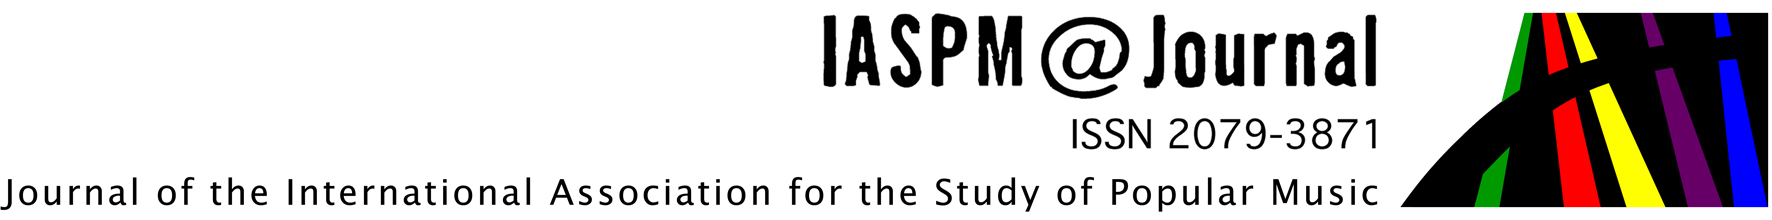 IASPM@Journal
ISSN 2079-3871
Journal of the International Association for the Study of Popular Music